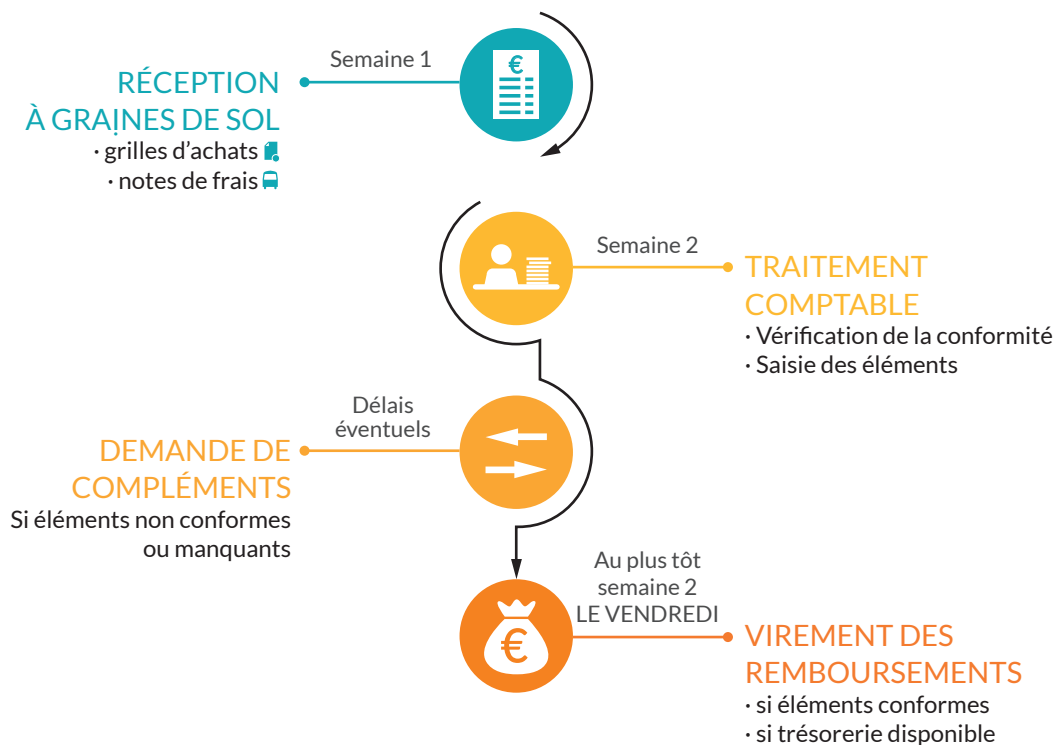 Semaine 1
RÉCEPTION
À GRAINES DE SOL
· grilles d'achats
· notes de frais
€
Semaine 2
TRAITEMENT
COMPTABLE
· Vérification de la conformité
· Saisie des éléments
Délais
éventuels
DEMANDE DE
COMPLÉMENTS
Si éléments non conformes
ou manquants
Au plus tôt
semaine 2
LE VENDREDI
€
VIREMENT DES
REMBOURSEMENTS
· si éléments conformes
· si trésorerie disponible